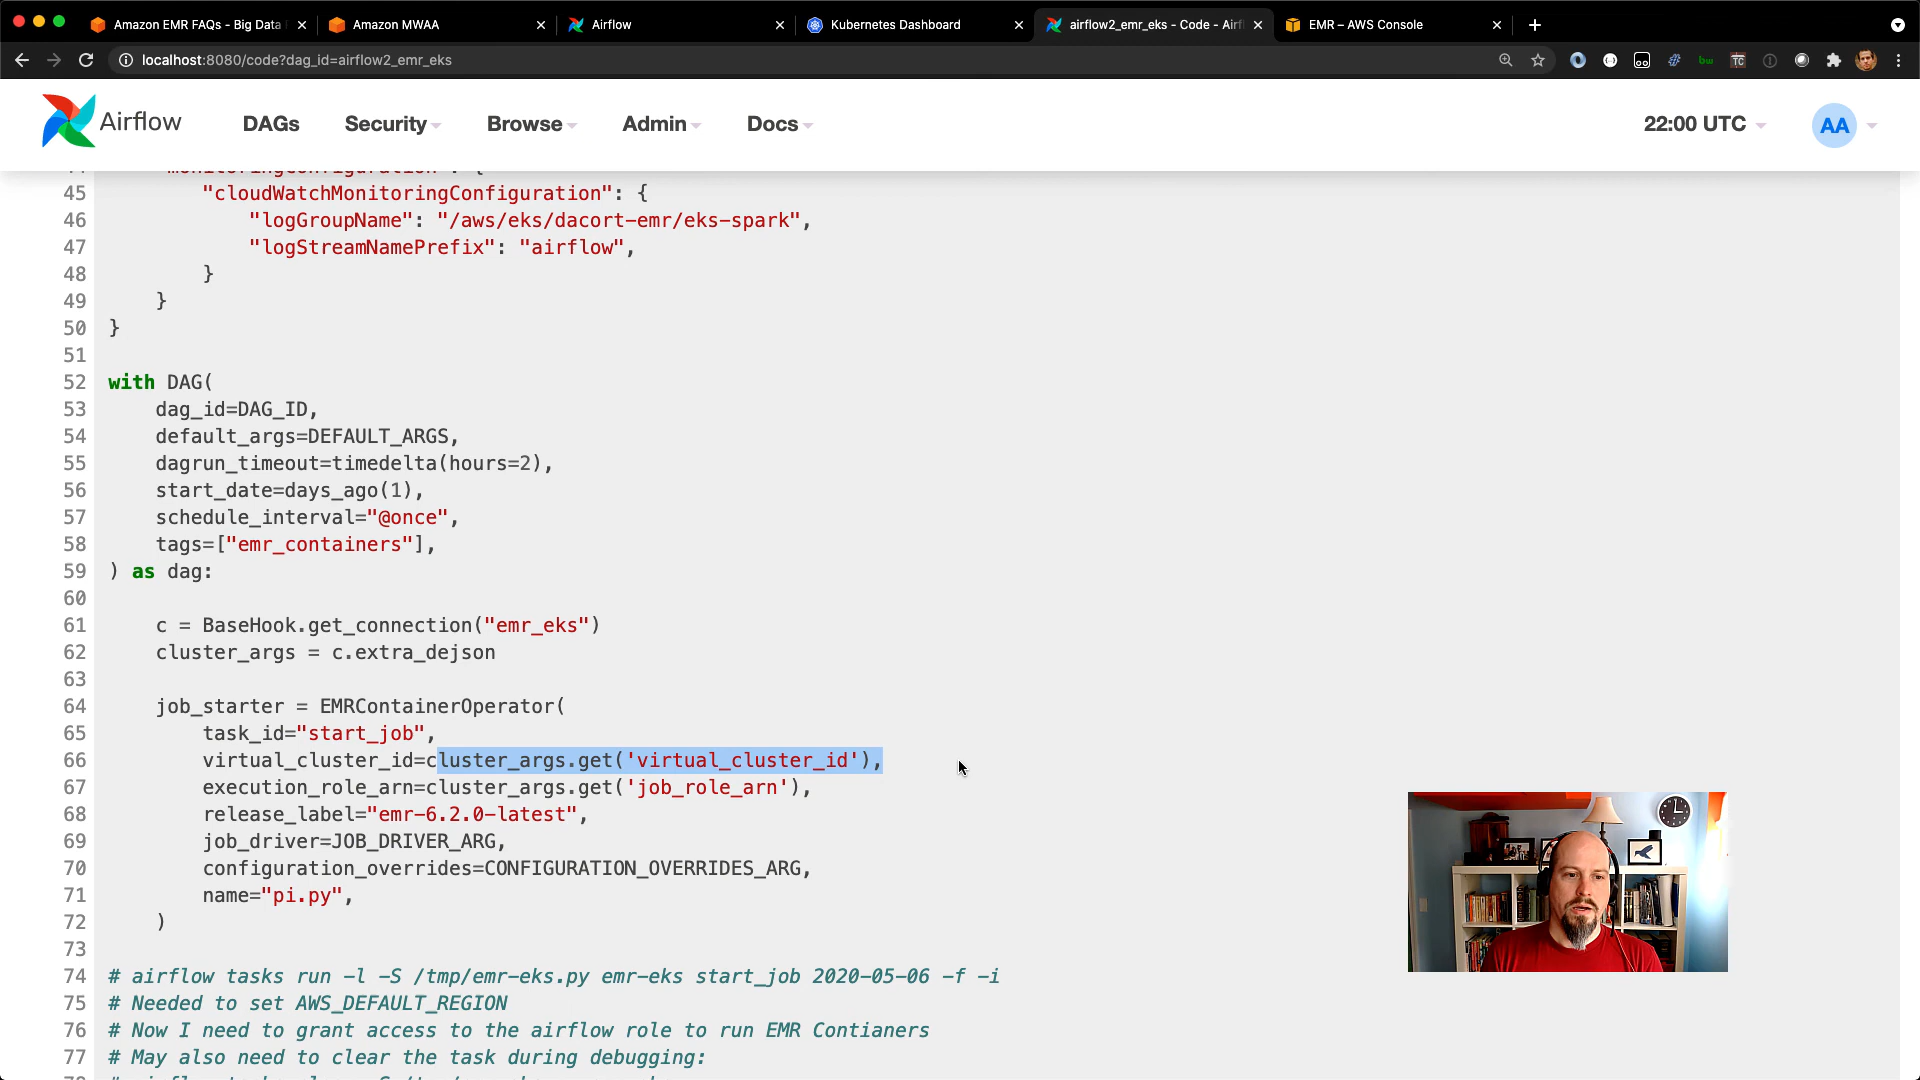 Amazon EMR FAQs - Big Data
Amazon MWAA
Airflow
Kubernetes Dashboard
airflow2_emr_eks - Code - Airfl
EMR – AWS Console
localhost:8080/code?dag_id=airflow2_emr_eks
Airflow
DAGs
Security
Browse
Admin
Docs
22:00 UTC
AA
45 "cloudWatchMonitoringConfiguration": {
46 "logGroupName": "/aws/eks/dacort-emr/eks-spark",
47 "logStreamNamePrefix": "airflow",
48 }
49 }
50 }
51
52 with DAG(
53 dag_id=DAG_ID,
54 default_args=DEFAULT_ARGS,
55 dagrun_timeout=timedelta(hours=2),
56 start_date=days_ago(1),
57 schedule_interval="@once",
58 tags=["emr_containers"],
59 ) as dag:
60
61 c = BaseHook.get_connection("emr_eks")
62 cluster_args = c.extra_dejson
63
64 job_starter = EMRContainerOperator(
65 task_id="start_job",
66 virtual_cluster_id=cluster_args.get('virtual_cluster_id'),
67 execution_role_arn=cluster_args.get('job_role_arn'),
68 release_label="emr-6.2.0-latest",
69 job_driver=JOB_DRIVER_ARG,
70 configuration_overrides=CONFIGURATION_OVERRIDES_ARG,
71 name="pi.py",
72 )
73
74 # airflow tasks run -l -S /tmp/emr-eks.py emr-eks start_job 2020-05-06 -f -i
75 # Needed to set AWS_DEFAULT_REGION
76 # Now I need to grant access to the airflow role to run EMR Contianers
77 # May also need to clear the task during debugging: